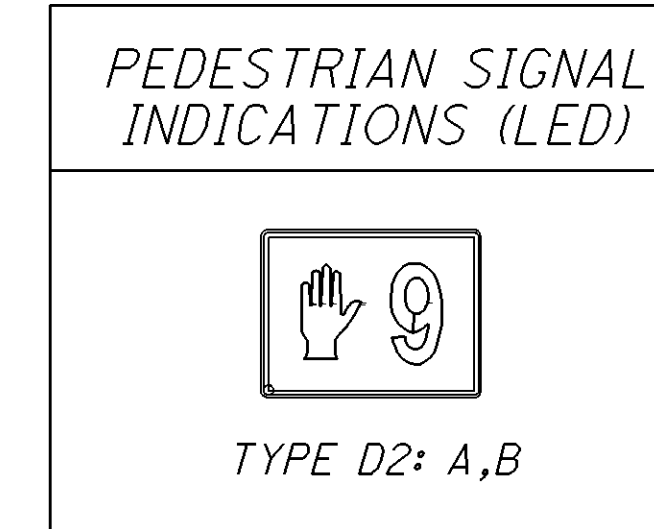 PEDESTRIAN SIGNAL
INDICATIONS (LED)
9
TYPE D2: A,B